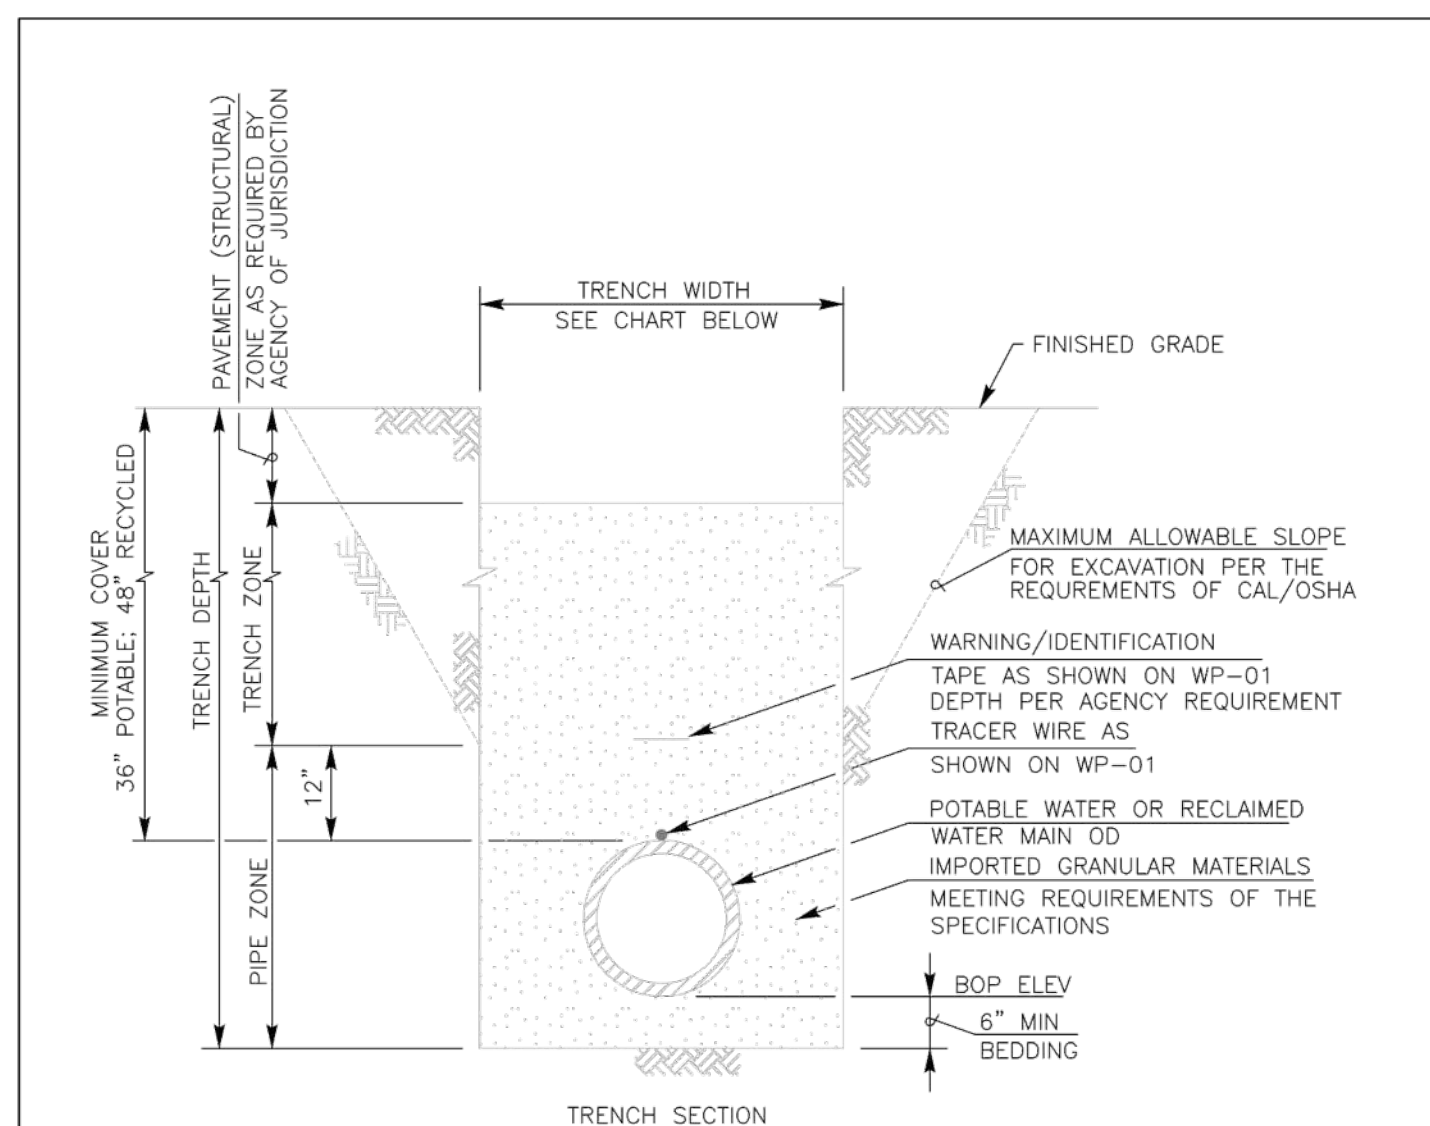 PAVEMENT (STRUCTURAL)
ZONE AS REQUIRED BY
AGENCY OF JURISDICTION
TRENCH WIDTH
SEE CHART BELOW
FINISHED GRADE
MINIMUM COVER
36" POTABLE; 48" RECYCLED
TRENCH DEPTH
TRENCH ZONE
12"
PIPE ZONE
MAXIMUM ALLOWABLE SLOPE
FOR EXCAVATION PER THE
REQUREMENTS OF CAL/OSHA
WARNING/IDENTIFICATION
TAPE AS SHOWN ON WP-01
DEPTH PER AGENCY REQUIREMENT
TRACER WIRE AS
SHOWN ON WP-01
POTABLE WATER OR RECLAIMED
WATER MAIN OD
IMPORTED GRANULAR MATERIALS
MEETING REQUIREMENTS OF THE
SPECIFICATIONS
BOP ELEV
6" MIN
BEDDING
TRENCH SECTION